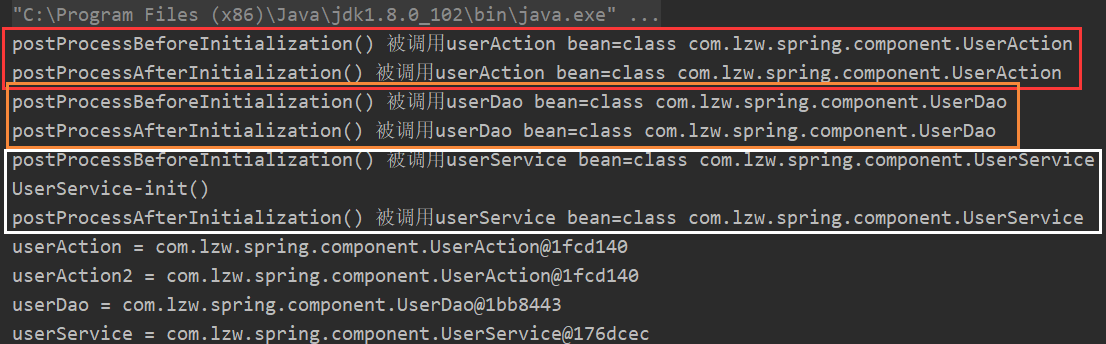 "C:\Program Files (x86)\Java\jdk1.8.0_102\bin\java.exe" ...
postProcessBeforeInitialization() 被调用userAction bean=class com.lzw.spring.component.UserAction
postProcessAfterInitialization() 被调用userAction bean=class com.lzw.spring.component.UserAction
postProcessBeforeInitialization() 被调用userDao bean=class com.lzw.spring.component.UserDao
postProcessAfterInitialization() 被调用userDao bean=class com.lzw.spring.component.UserDao
postProcessBeforeInitialization() 被调用userService bean=class com.lzw.spring.component.UserService
UserService-init()
postProcessAfterInitialization() 被调用userService bean=class com.lzw.spring.component.UserService
userAction = com.lzw.spring.component.UserAction@1fcd140
userAction2 = com.lzw.spring.component.UserAction@1fcd140
userDao = com.lzw.spring.component.UserDao@1bb8443
userService = com.lzw.spring.component.UserService@176dcec